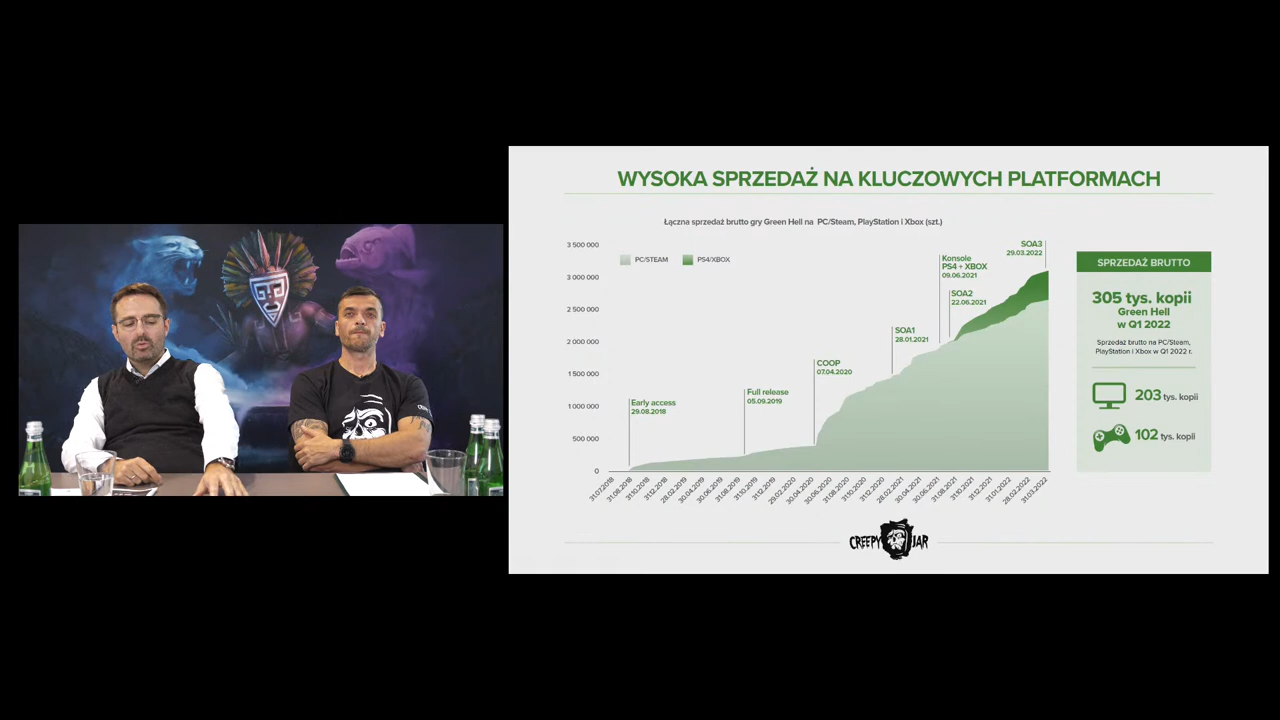 WYSOKA SPRZEDAŻ NA KLUCZOWYCH PLATFORMACH
Łączna sprzedaż brutto gry Green Hell na PC/Steam, PlayStation i Xbox (szt.)
PC/STEAM
PS4/XBOX
3 500 000
3 000 000
2 500 000
2 000 000
1 500 000
1 000 000
500 000
0
Early access
29.08.2018
Full release
05.09.2019
COOP
07.04.2020
SOA1
28.01.2021
Konsole
PS4 + XBOX
09.06.2021
SOA2
22.06.2021
SOA3
29.03.2022
31.07.2018
31.08.2018
31.10.2018
31.12.2018
28.02.2019
30.04.2019
30.06.2019
31.08.2019
31.10.2019
31.12.2019
29.02.2020
30.04.2020
30.06.2020
31.08.2020
31.10.2020
31.12.2020
28.02.2021
30.04.2021
30.06.2021
31.08.2021
31.10.2021
31.12.2021
31.01.2022
28.02.2022
31.03.2022
SPRZEDAŻ BRUTTO
305 tys. kopii
Green Hell
w Q1 2022
Sprzedaż brutto na PC/Steam,
PlayStation i Xbox w Q1 2022 r.
203 tys. kopii
102 tys. kopii
CREEPY JAR